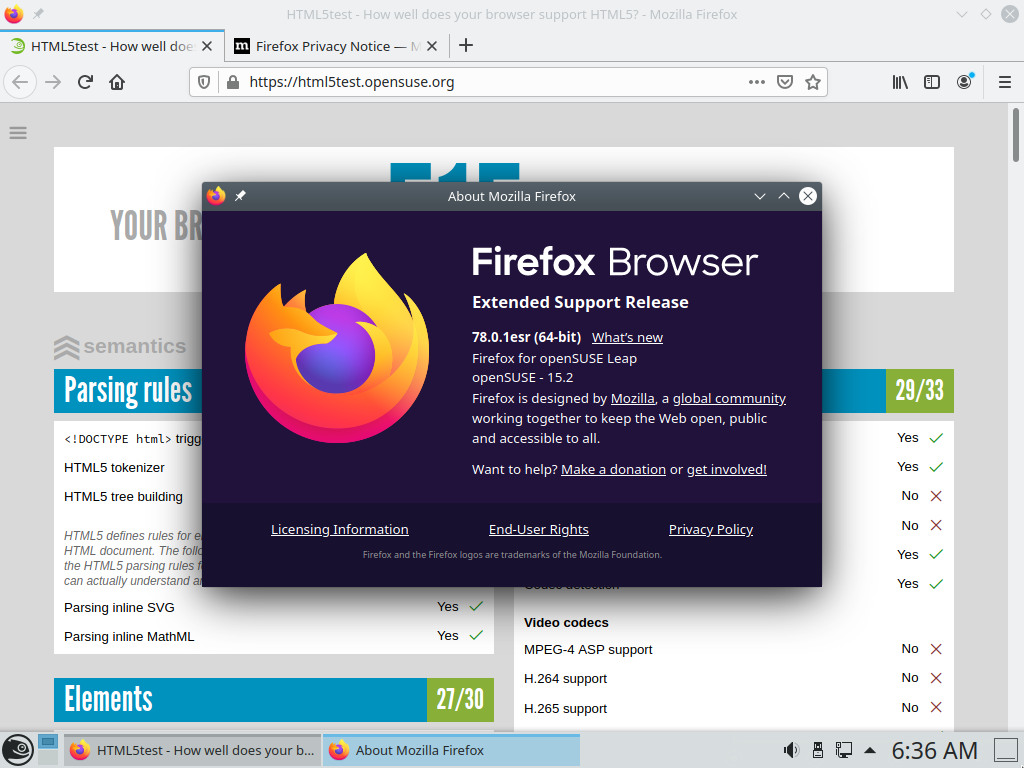 HTML5test - How well does your browser support HTML5? - Mozilla Firefox
HTML5test - How well doe
Firefox Privacy Notice — M
https://html5test.opensuse.org
YOUR BR
semantics
Parsing rules
29/33
<!DOCTYPE html> trigg
HTML5 tokenizer
HTML5 tree building
HTML5 defines rules for e
HTML document. The follo
the HTML5 parsing rules f
can actually understand a
Parsing inline SVG Yes
Parsing inline MathML Yes
Elements 27/30
About Mozilla Firefox
Firefox Browser
Extended Support Release
78.0.1esr (64-bit) What's new
Firefox for openSUSE Leap
openSUSE - 15.2
Firefox is designed by Mozilla, a global community
working together to keep the Web open, public
and accessible to all.
Want to help? Make a donation or get involved!
Licensing Information End-User Rights Privacy Policy
Firefox and the Firefox logos are trademarks of the Mozilla Foundation.
Yes
Yes
No
No
Yes
Codec detection Yes
Video codecs
MPEG-4 ASP support No
H.264 support No
H.265 support No
HTML5test - How well does your b...
About Mozilla Firefox
6:36 AM